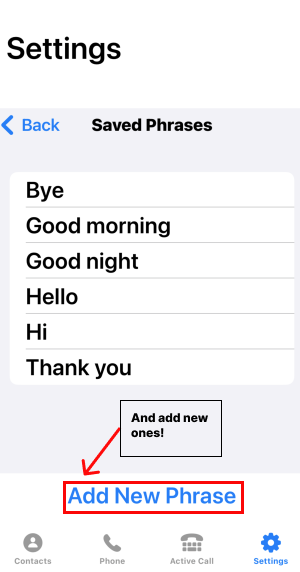 Settings
Back
Saved Phrases
Bye
Good morning
Good night
Hello
Hi
Thank you
And add new
ones!
Add New Phrase
Contacts
Phone
Active Call
Settings